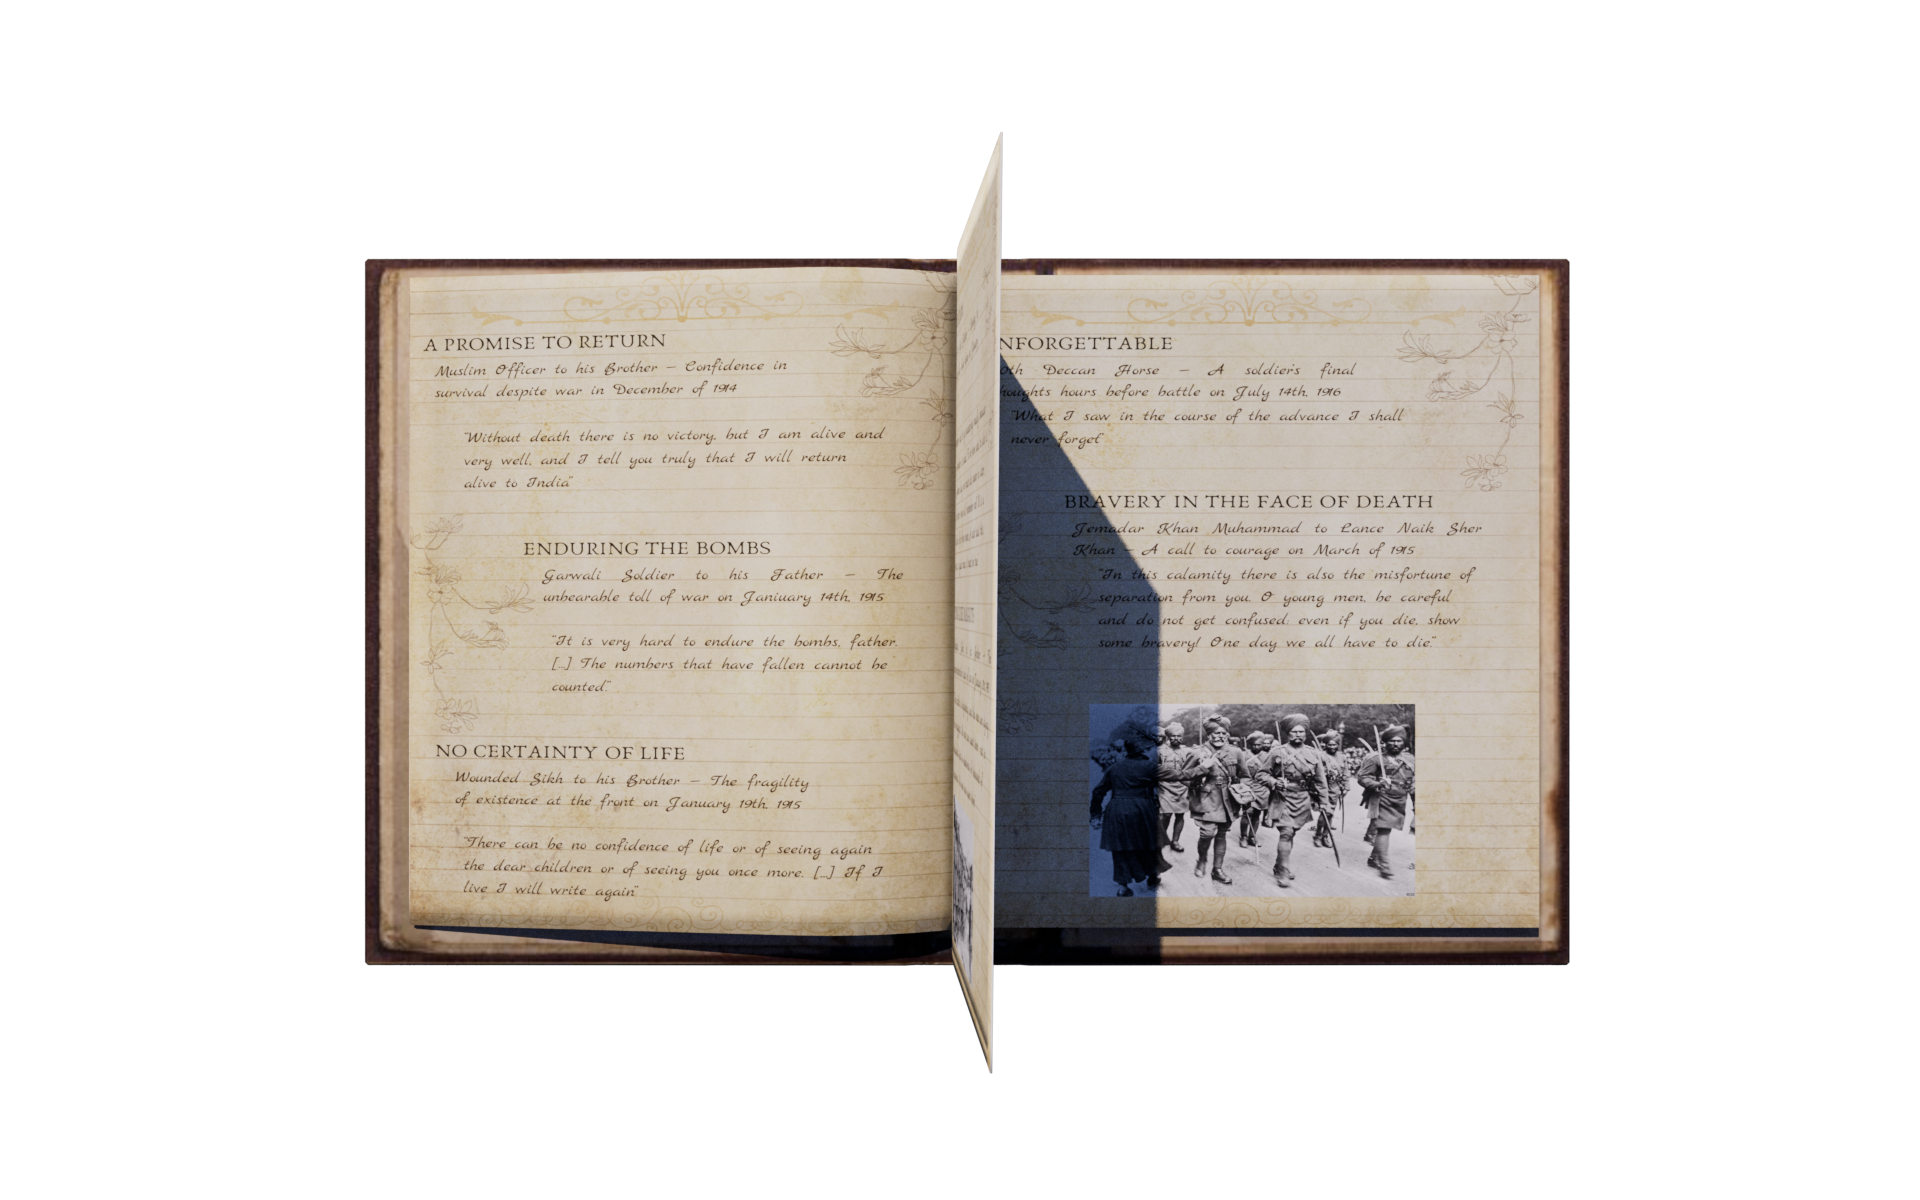 A PROMISE TO RETURN
Muslim Officer to his Brother – Confidence in
survival despite war in December of 1914
"Without death there is no victory, but I am alive and
very well, and I tell you truly that I will return
alive to India"
ENDURING THE BOMBS
Garwali Soldier to his Father – The
unbearable toll of war on Janiuary 14th, 1915
"It is very hard to endure the bombs, father.
[...] The numbers that have fallen cannot be
counted."
NO CERTAINTY OF LIFE
Wounded Sikh to his Brother – The fragility
of existence at the front on January 19th, 1915
"There can be no confidence of life or of seeing again
the dear children or of seeing you once more. [...] If I
live I will write again"
NFORGETTABLE
0th Deccan Horse – A soldier's final
houghts hours before battle on July 14th, 1916
"What I saw in the course of the advance I shall
never forget"
BRAVERY IN THE FACE OF DEATH
Jemadar Khan Muhammad to Lance Naik Sher
Khan – A call to courage on March of 1915
"In this calamity there is also the misfortune of
separation from you. O young men, be careful
and do not get confused; even if you die, show
some bravery! One day we all have to die."